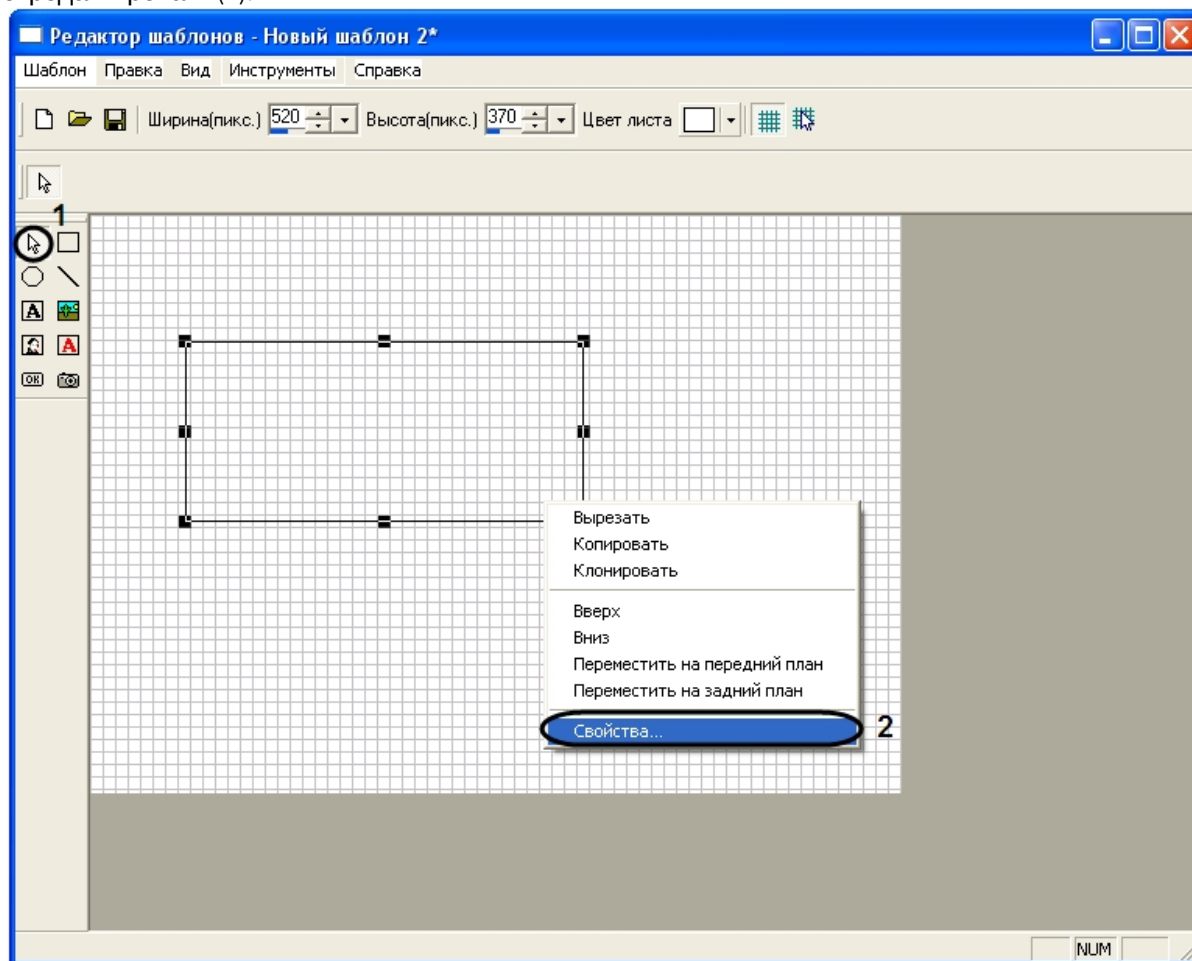 Редактор шаблонов - Новый шаблон 2*
Шаблон Правка Вид Инструменты Справка
Ширина(пикс.) 520 Высота(пикс.) 370 Цвет листа
1
A
A
OK
Вырезать
Копировать
Клонировать
Вверх
Вниз
Переместить на передний план
Переместить на задний план
Свойства... 2
NUM